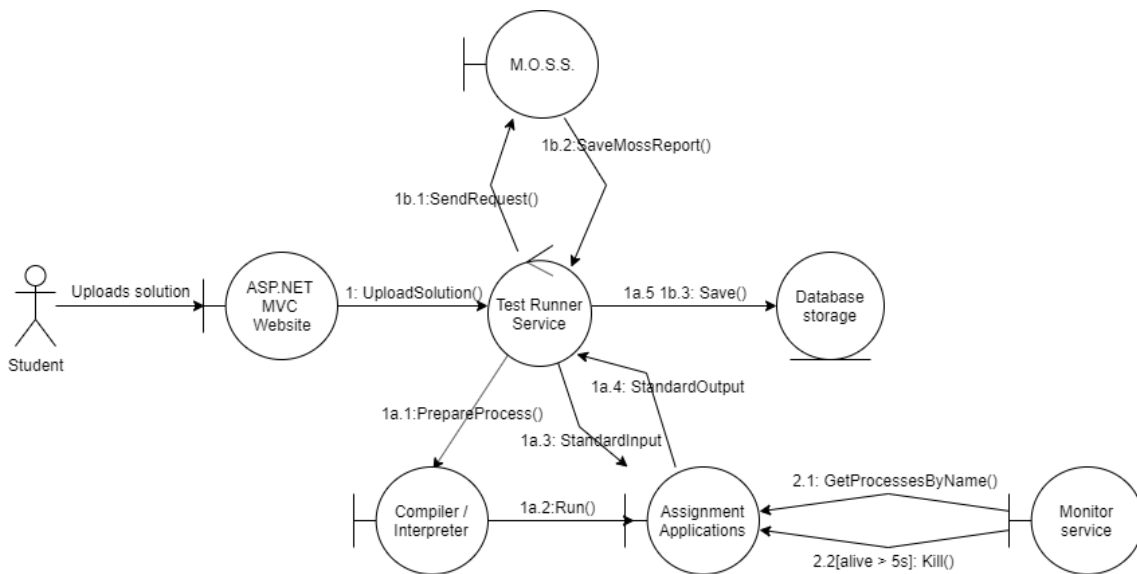 M.O.S.S.
1b.2:SaveMossReport()
1b.1:SendRequest()
Student
Uploads solution
ASP.NET
MVC
Website
1: UploadSolution()
Test Runner
Service
1a.5 1b.3: Save()
Database
storage
1a.4: StandardOutput
1a.1:PrepareProcess()
1a.3: StandardInput
Compiler /
Interpreter
1a.2:Run()
Assignment
Applications
2.1: GetProcessesByName()
Monitor
service
2.2[alive > 5s]: Kill()